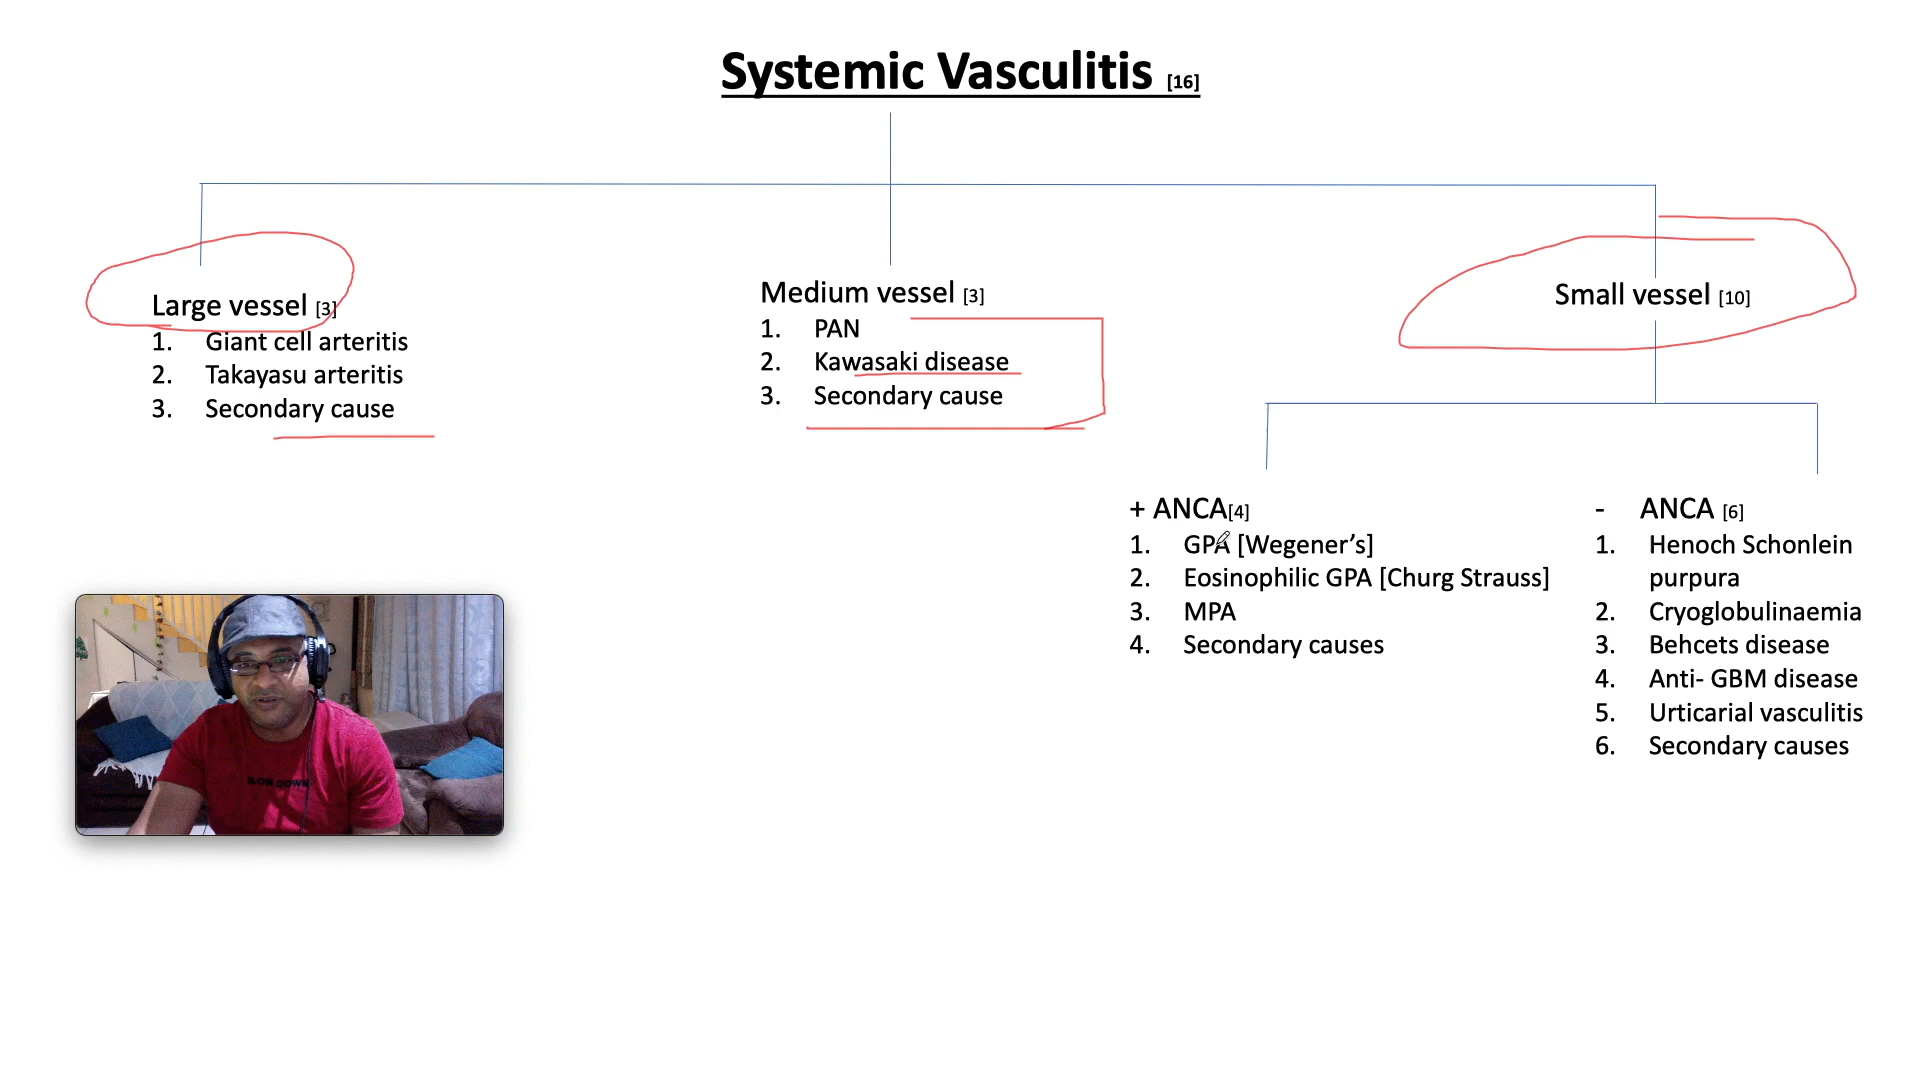 Systemic Vasculitis [16]
Large vessel [3]
1. Giant cell arteritis
2. Takayasu arteritis
3. Secondary cause
Medium vessel [3]
1. PAN
2. Kawasaki disease
3. Secondary cause
Small vessel [10]
+ ANCA[4]
1. GPA [Wegener’s]
2. Eosinophilic GPA [Churg Strauss]
3. MPA
4. Secondary causes
- ANCA [6]
1. Henoch Schonlein
purpura
2. Cryoglobulinaemia
3. Behcets disease
4. Anti- GBM disease
5. Urticarial vasculitis
6. Secondary causes
SLOW DOWN